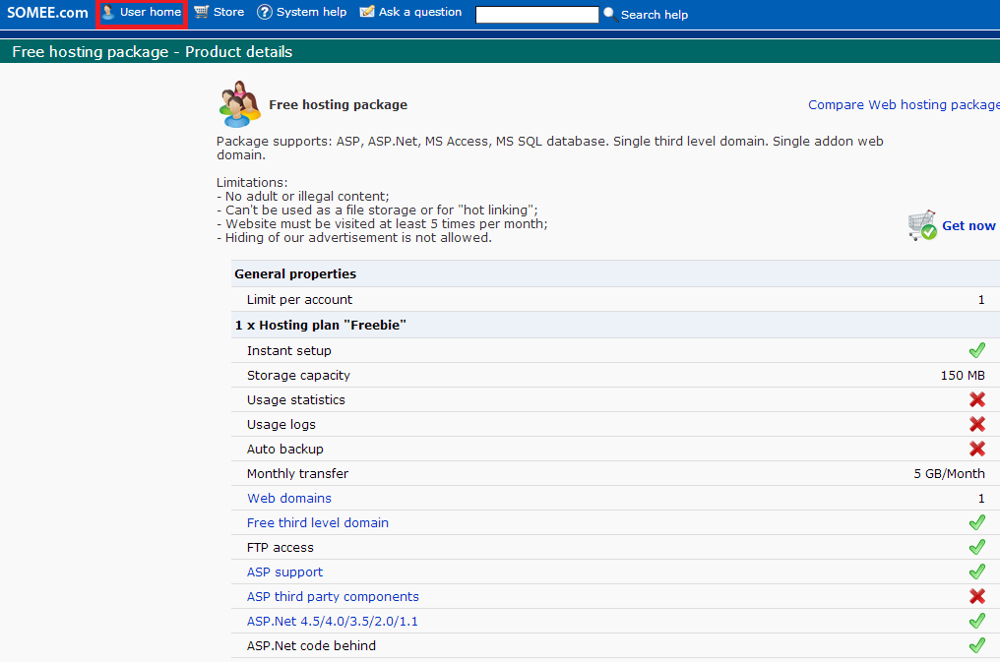 SOMEE.com User home Store System help Ask a question Search help
Free hosting package - Product details
Free hosting package
Compare Web hosting package
Package supports: ASP, ASP.Net, MS Access, MS SQL database. Single third level domain. Single addon web
domain.
Limitations:
- No adult or illegal content;
- Can't be used as a file storage or for "hot linking";
- Website must be visited at least 5 times per month;
- Hiding of our advertisement is not allowed.
Get now
General properties
Limit per account 1
1 x Hosting plan "Freebie"
Instant setup
Storage capacity 150 MB
Usage statistics
Usage logs
Auto backup
Monthly transfer 5 GB/Month
Web domains 1
Free third level domain
FTP access
ASP support
ASP third party components
ASP.Net 4.5/4.0/3.5/2.0/1.1
ASP.Net code behind